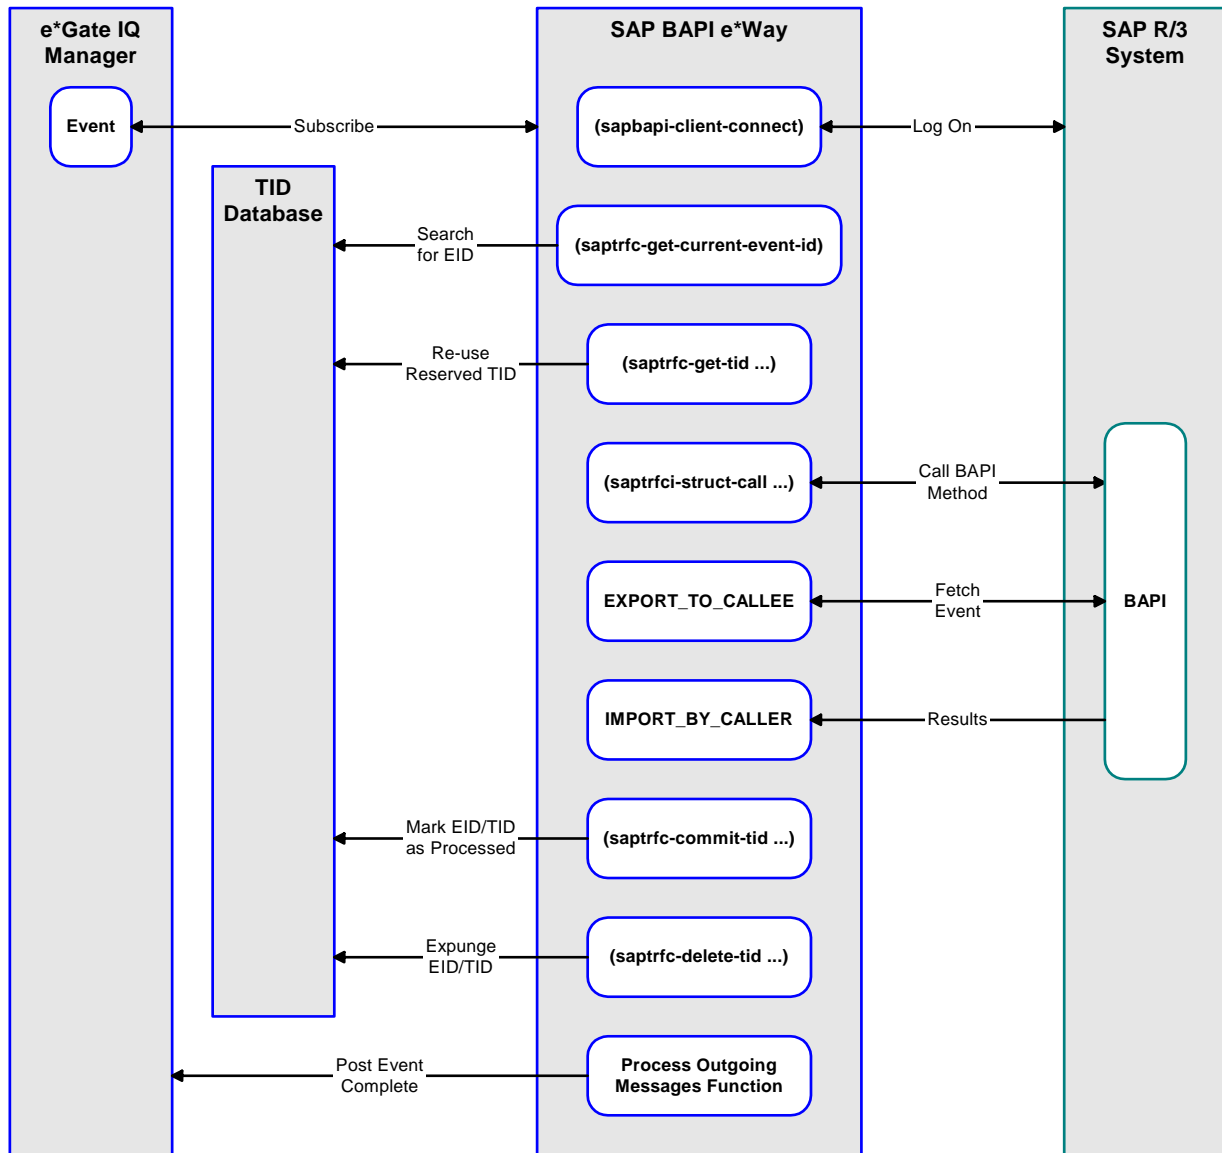 e*Gate IQ
Manager
SAP BAPI e*Way
SAP R/3
System
Event
Subscribe
(sapbapi-client-connect)
Log On
TID
Database
Search
for EID
(saptrfc-get-current-event-id)
Re-use
Reserved TID
(saptrfc-get-tid ...)
(saptrfci-struct-call ...)
Call BAPI
Method
EXPORT_TO_CALLEE
Fetch
Event
BAPI
IMPORT_BY_CALLER
Results
Mark EID/TID
as Processed
(saptrfc-commit-tid ...)
Expunge
EID/TID
(saptrfc-delete-tid ...)
Post Event
Complete
Process Outgoing
Messages Function